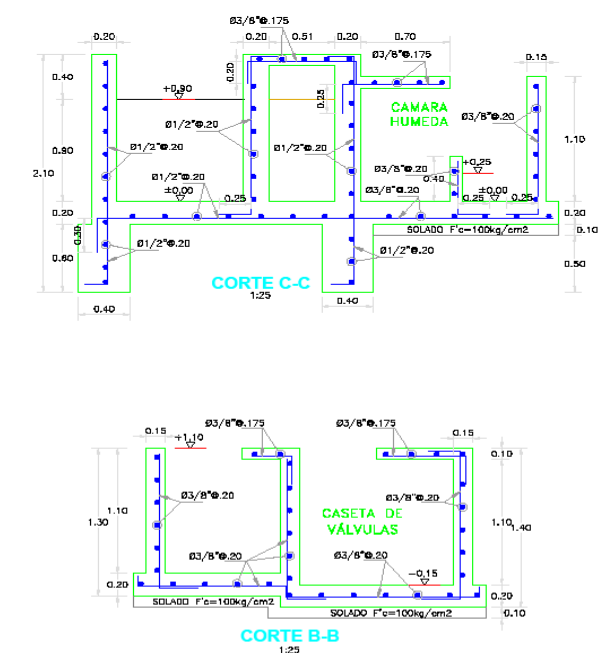 Ø3/8"@.175
0.20
0.20
0.51
0.20
0.70
Ø3/8"@.175
0.15
0.40
0.20
+0.90
0.25
CAMARA
HUMEDA
Ø3/8"@.20
Ø1/2"@.20
1.10
0.90
Ø1/2"@.20
Ø1/2"@.20
2.10
Ø1/2"@.20
Ø3/8"@.20
+0.25
0.40
±0.00
Ø3/8"@.20
±0.00
0.25
0.25
0.25
0.20
0.20
0.30
SOLADO F'c=100kg/cm2
0.10
Ø1/2"@.20
Ø1/2"@.20
0.60
0.50
CORTE C-C
1:25
0.40
0.40
Ø3/8"@.175
Ø3/8"@.175
0.15
+1.10
0.15
0.10
Ø3/8"@.20
Ø3/8"@.20
1.10
1.30
CASETA DE
VÁLVULAS
1.10
1.40
Ø3/8"@.20
Ø3/8"@.20
-0.15
0.20
0.20
SOLADO F'c=100kg/cm2
SOLADO F'c=100kg/cm2
0.10
CORTE B-B
1:25